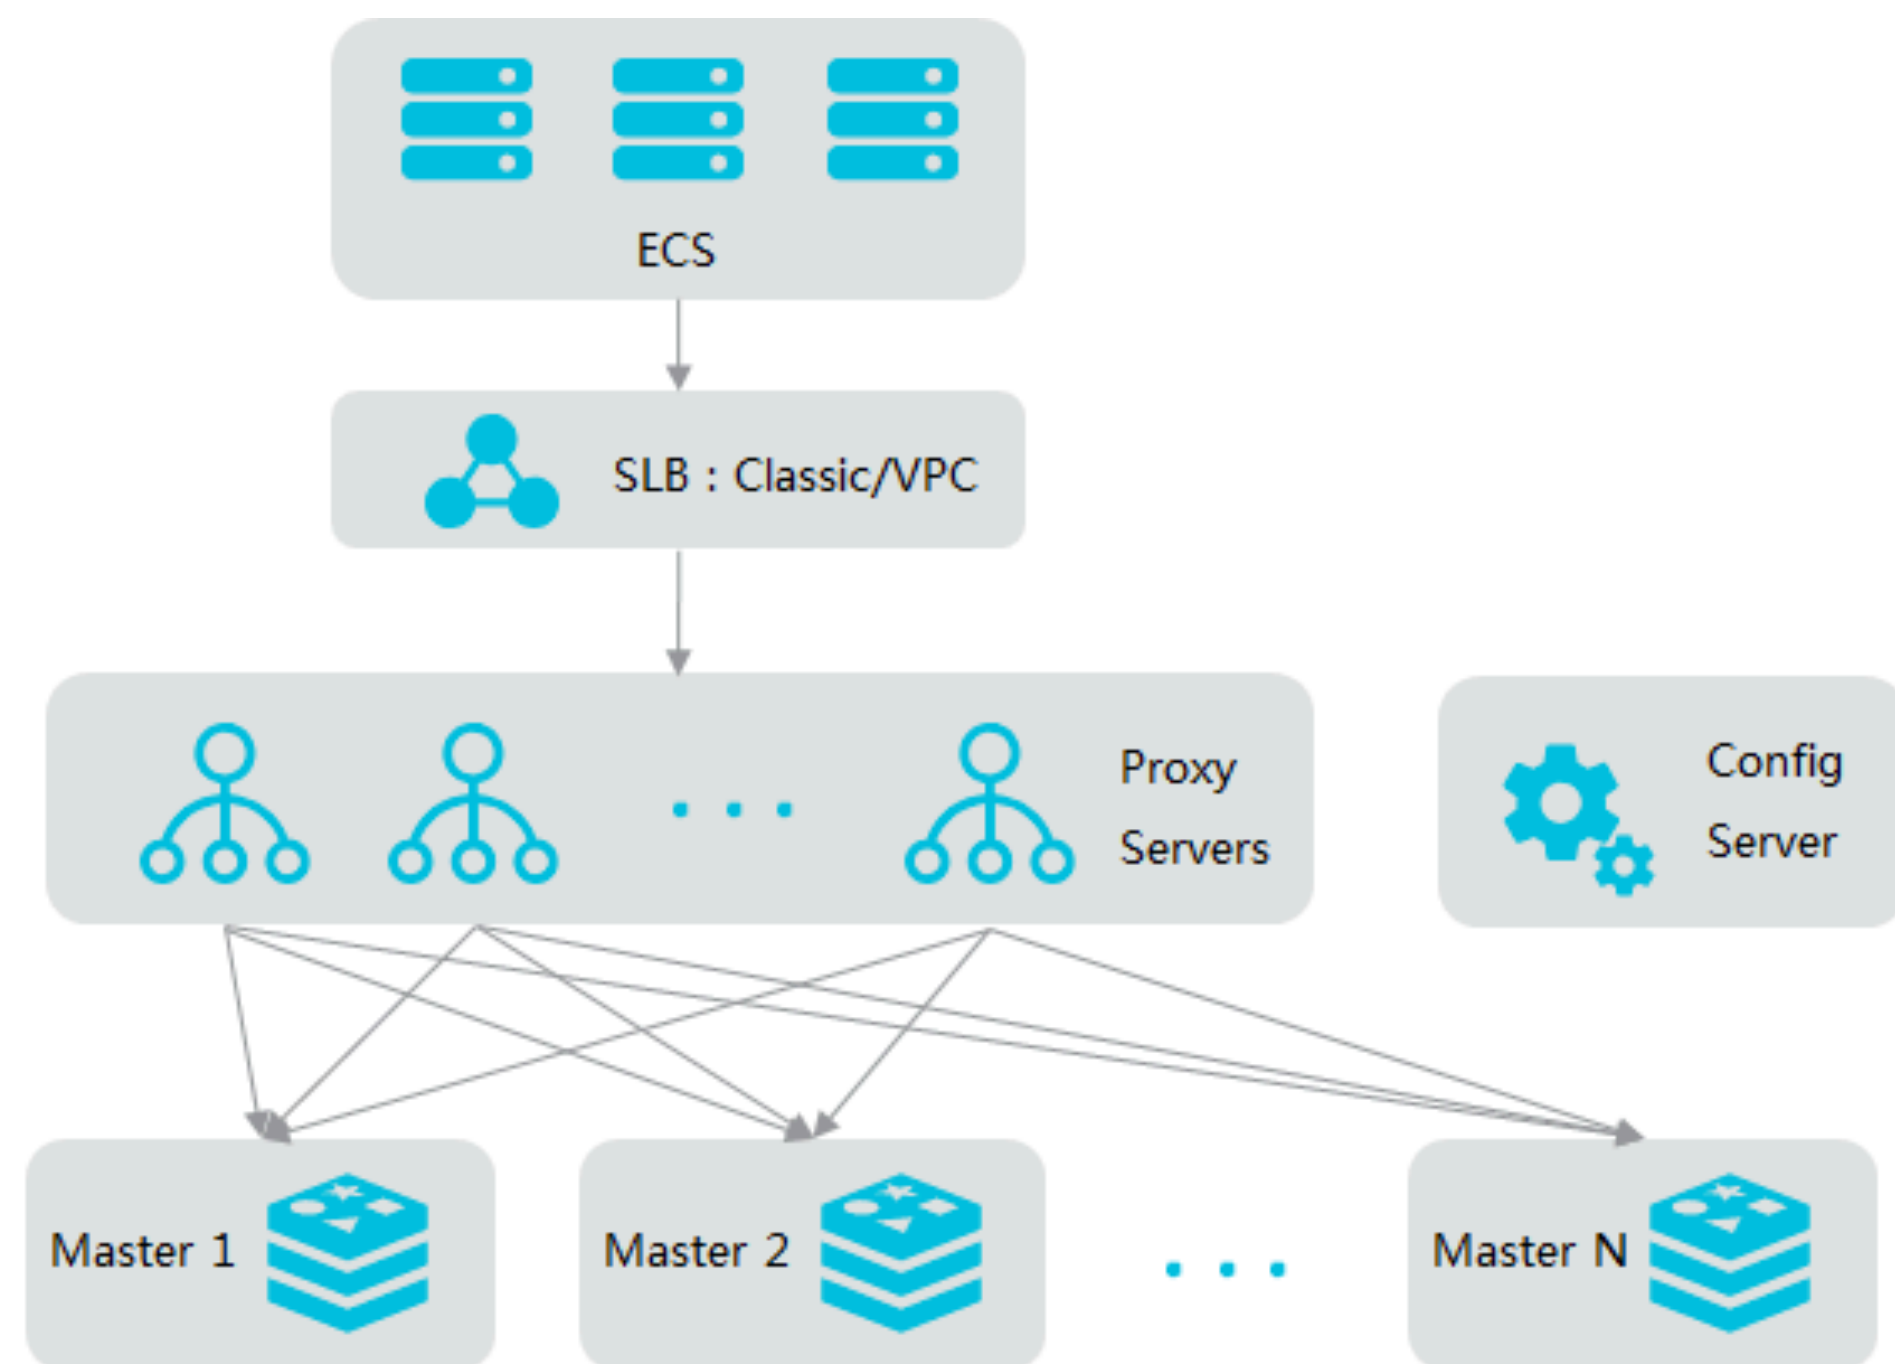 ECS
SLB : Classic/VPC
Proxy
Servers
Config
Server
Master 1
Master 2
Master N